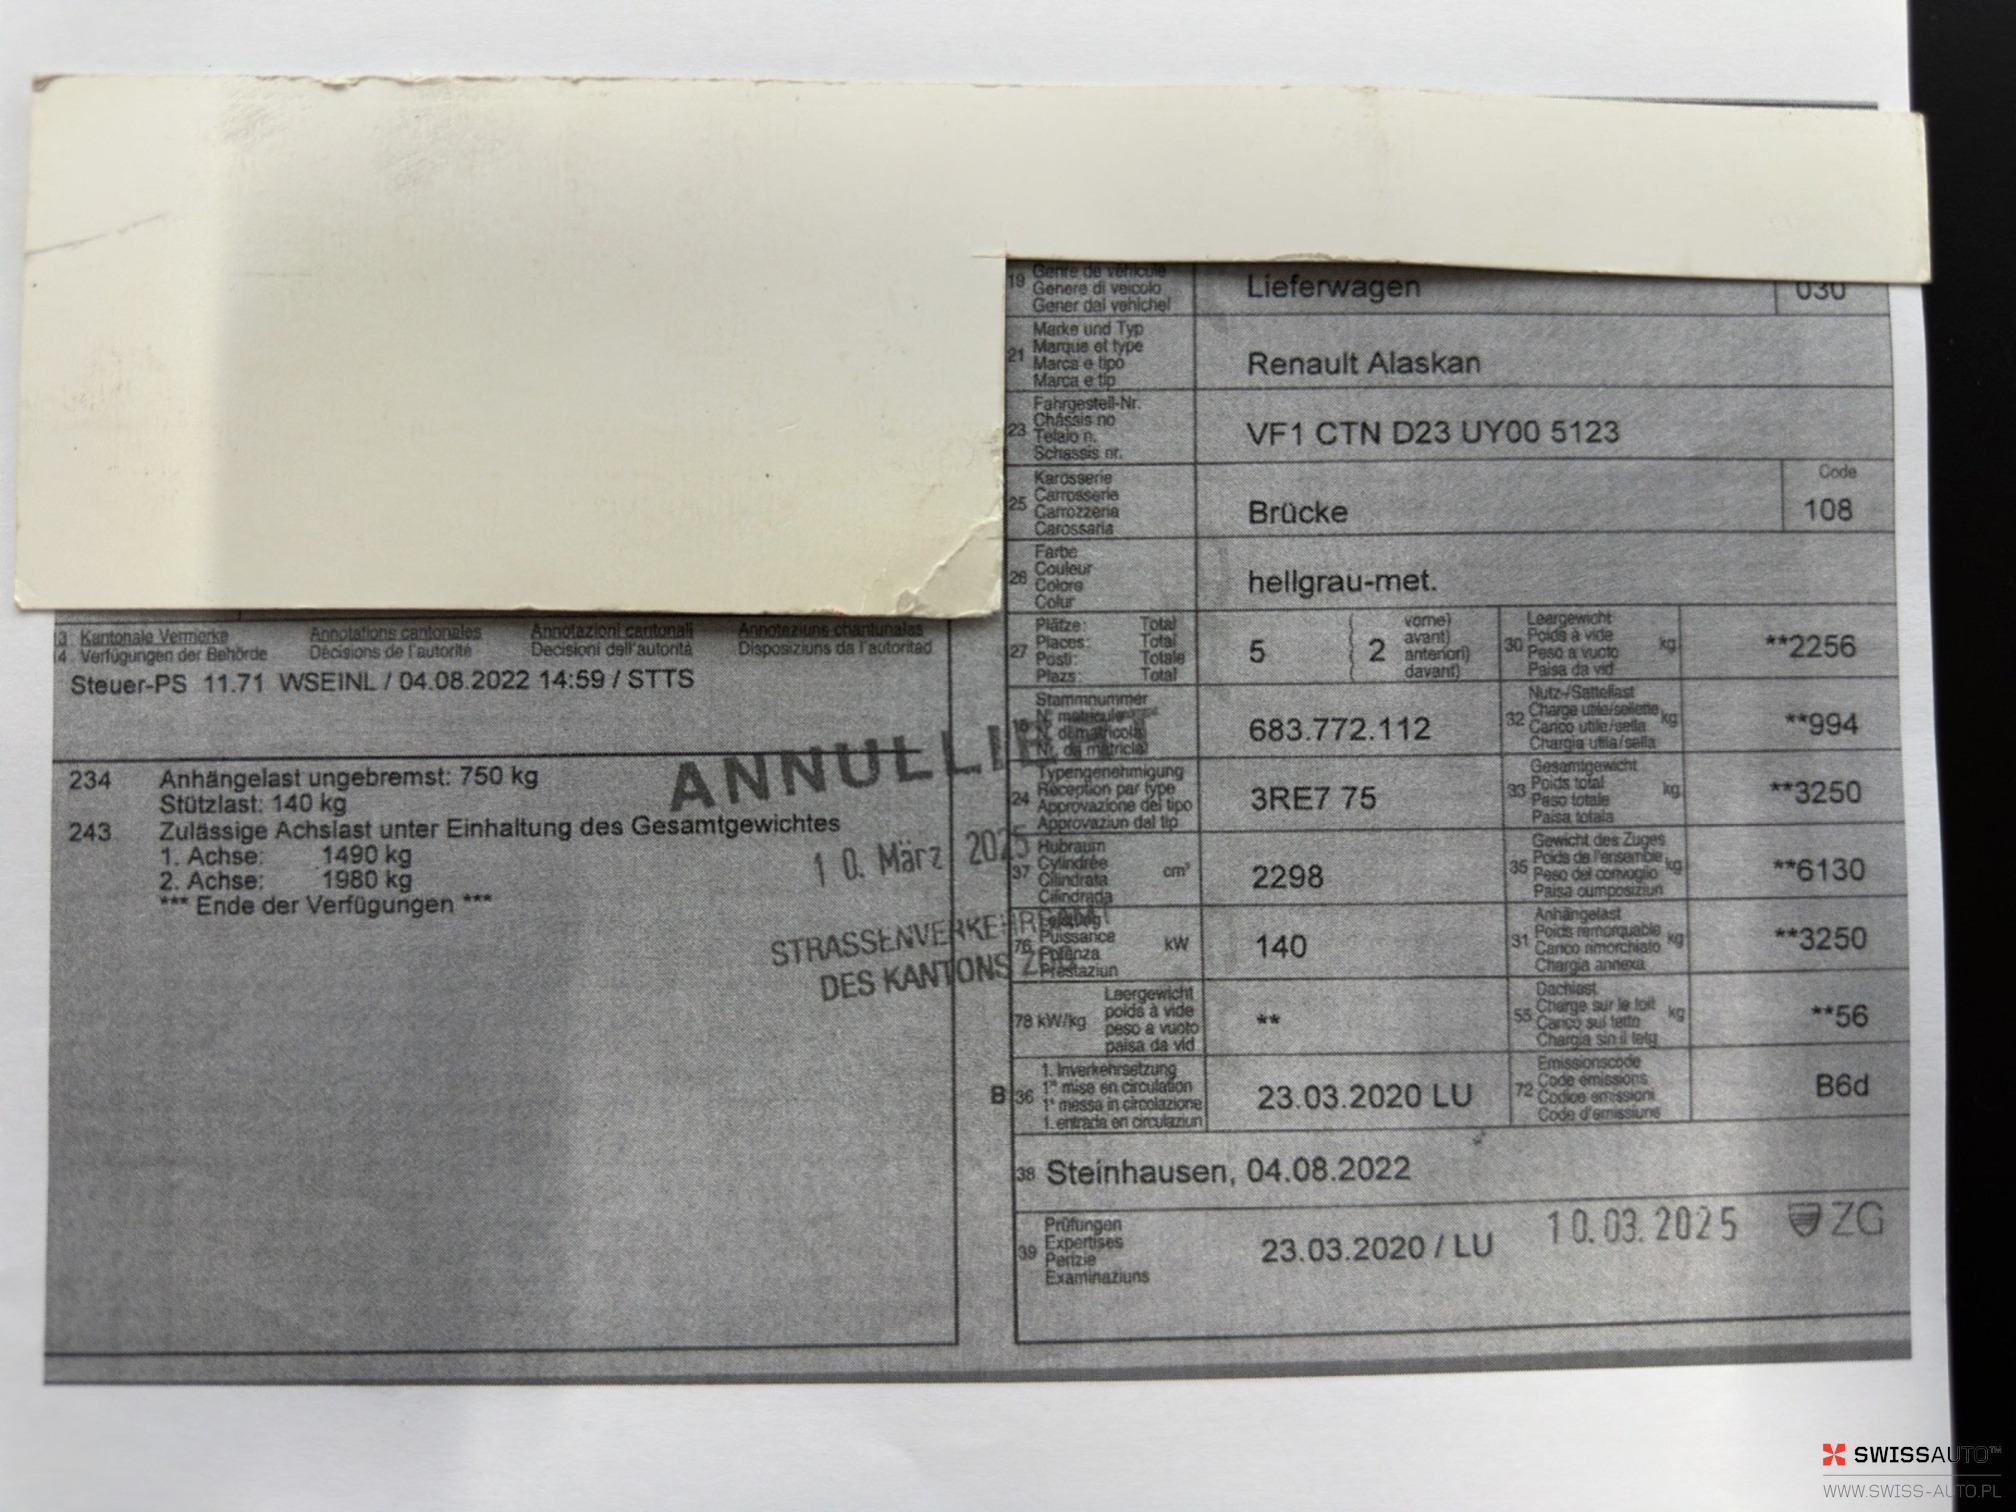 13 Kantonale Vermerke Annotations cantonales Annotazioni cantonali Annotaziuns chantunalas
14 Verfügungen der Behörde Décisions de l'autorité Decisioni dell'autorità Disposiziuns da l'autoritad
Steuer-PS 11.71 WSEINL / 04.08.2022 14:59 / STTS
234 Anhängelast ungebremst: 750 kg
Stützlast: 140 kg
243 Zulässige Achslast unter Einhaltung des Gesamtgewichtes
1. Achse: 1490 kg
2. Achse: 1980 kg
*** Ende der Verfügungen ***
ANNULLIERT
10. März 2025
STRASSENVERKEHRSAMT
DES KANTONS ZUG
19 Genre de véhicule
Genere di veicolo
Gener dal vehichel
Lieferwagen 030
21 Marke und Typ
Marque et type
Marca e tipo
Marca e tip
Renault Alaskan
23 Fahrgestell-Nr.
Châssis no
Telaio n.
Schassis nr.
VF1 CTN D23 UY00 5123
25 Karosserie
Carrosserie
Carrozzeria
Carossaria
Brücke
Code
108
26 Farbe
Couleur
Colore
Colur
hellgrau-met.
27 Plätze: Total
Places: Total
Posti: Totale
Plazs: Total
5 ( 2 vorne)
avant)
anteriori)
davant)
30 Leergewicht
Poids à vide
Peso a vuoto
Paisa da vid
kg **2256
18 Stammnummer
N. matricule
N. di matricola
Nr. da matricla
683.772.112
32 Nutz-/Sattellast
Charge utile/sellette
Carico utile/sella
Chargia utila/sella
kg **994
24 Typengenehmigung
Réception par type
Approvazione del tipo
Approvaziun dal tip
3RE7 75
33 Gesamtgewicht
Poids total
Peso totale
Paisa totala
kg **3250
37 Hubraum
Cylindrée
Cilindrata
Cilindrada
cm³ 2298
35 Gewicht des Zuges
Poids de l'ensemble
Peso del convoglio
Paisa cumposiziun
kg **6130
76 Leistung
Puissance
Potenza
Prestaziun
kW 140
31 Anhängelast
Poids remorquable
Carico rimorchiato
Chargia annexa
kg **3250
78 kW/kg Leergewicht
poids à vide
peso a vuoto
paisa da vid
**
55 Dachlast
Charge sur le toit
Carico sul tetto
Chargia sin il tetg
kg **56
B 36 1. Inverkehrsetzung
1re mise en circulation
1a messa in circolazione
1. entrada en circulaziun
23.03.2020 LU
72 Emissionscode
Code émissions
Codice emissioni
Code d'emissiuns
B6d
38 Steinhausen, 04.08.2022
39 Prüfungen
Expertises
Perizie
Examinaziuns
23.03.2020 / LU 10.03.2025 ZG
SWISSAUTO™
WWW.SWISS-AUTO.PL